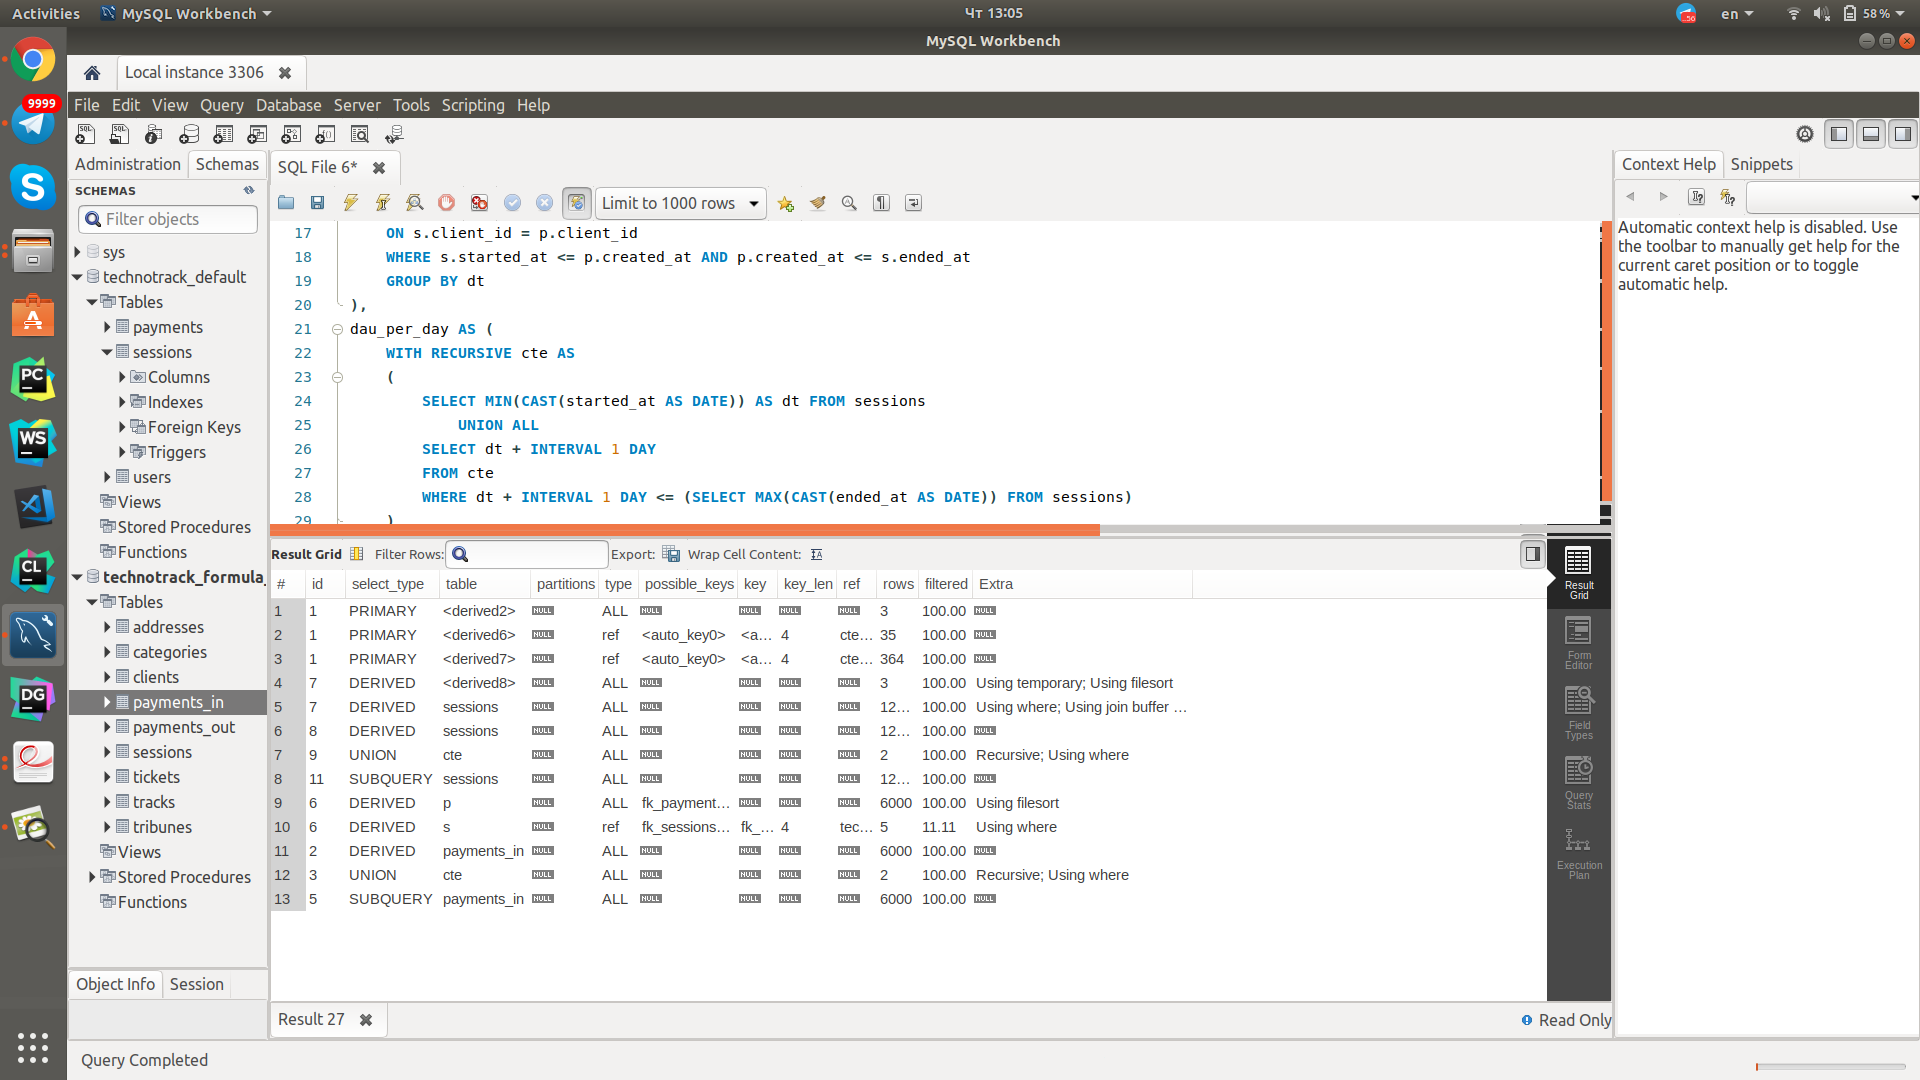 Activities
MySQL Workbench
Чт 13:05
56
en
58 %
MySQL Workbench
Local instance 3306
9999
File Edit View Query Database Server Tools Scripting Help
Administration
Schemas
SQL File 6*
Context Help
Snippets
SCHEMAS
Filter objects
sys
technotrack_default
Tables
payments
sessions
Columns
Indexes
Foreign Keys
Triggers
users
Views
Stored Procedures
Functions
technotrack_formula_
Tables
addresses
categories
clients
payments_in
payments_out
sessions
tickets
tracks
tribunes
Views
Stored Procedures
Functions
Object Info
Session
Limit to 1000 rows
17 ON s.client_id = p.client_id
18 WHERE s.started_at <= p.created_at AND p.created_at <= s.ended_at
19 GROUP BY dt
20 ),
21 dau_per_day AS (
22 WITH RECURSIVE cte AS
23 (
24 SELECT MIN(CAST(started_at AS DATE)) AS dt FROM sessions
25 UNION ALL
26 SELECT dt + INTERVAL 1 DAY
27 FROM cte
28 WHERE dt + INTERVAL 1 DAY <= (SELECT MAX(CAST(ended_at AS DATE)) FROM sessions)
29 )
Result Grid
Filter Rows:
Export:
Wrap Cell Content:
# id select_type table partitions type possible_keys key key_len ref rows filtered Extra
1 1 PRIMARY <derived2> NULL ALL NULL NULL NULL NULL 3 100.00 NULL
2 1 PRIMARY <derived6> NULL ref <auto_key0> <a... 4 cte... 35 100.00 NULL
3 1 PRIMARY <derived7> NULL ref <auto_key0> <a... 4 cte... 364 100.00 NULL
4 7 DERIVED <derived8> NULL ALL NULL NULL NULL NULL 3 100.00 Using temporary; Using filesort
5 7 DERIVED sessions NULL ALL NULL NULL NULL NULL 12... 100.00 Using where; Using join buffer ...
6 8 DERIVED sessions NULL ALL NULL NULL NULL NULL 12... 100.00 NULL
7 9 UNION cte NULL ALL NULL NULL NULL NULL 2 100.00 Recursive; Using where
8 11 SUBQUERY sessions NULL ALL NULL NULL NULL NULL 12... 100.00 NULL
9 6 DERIVED p NULL ALL fk_payment... NULL NULL NULL 6000 100.00 Using filesort
10 6 DERIVED s NULL ref fk_sessions... fk_... 4 tec... 5 11.11 Using where
11 2 DERIVED payments_in NULL ALL NULL NULL NULL NULL 6000 100.00 NULL
12 3 UNION cte NULL ALL NULL NULL NULL NULL 2 100.00 Recursive; Using where
13 5 SUBQUERY payments_in NULL ALL NULL NULL NULL NULL 6000 100.00 NULL
Result
Grid
Form
Editor
Field
Types
Query
Stats
Execution
Plan
Result 27
Read Only
Automatic context help is disabled. Use
the toolbar to manually get help for the
current caret position or to toggle
automatic help.
Query Completed
PC
WS
CL
DG